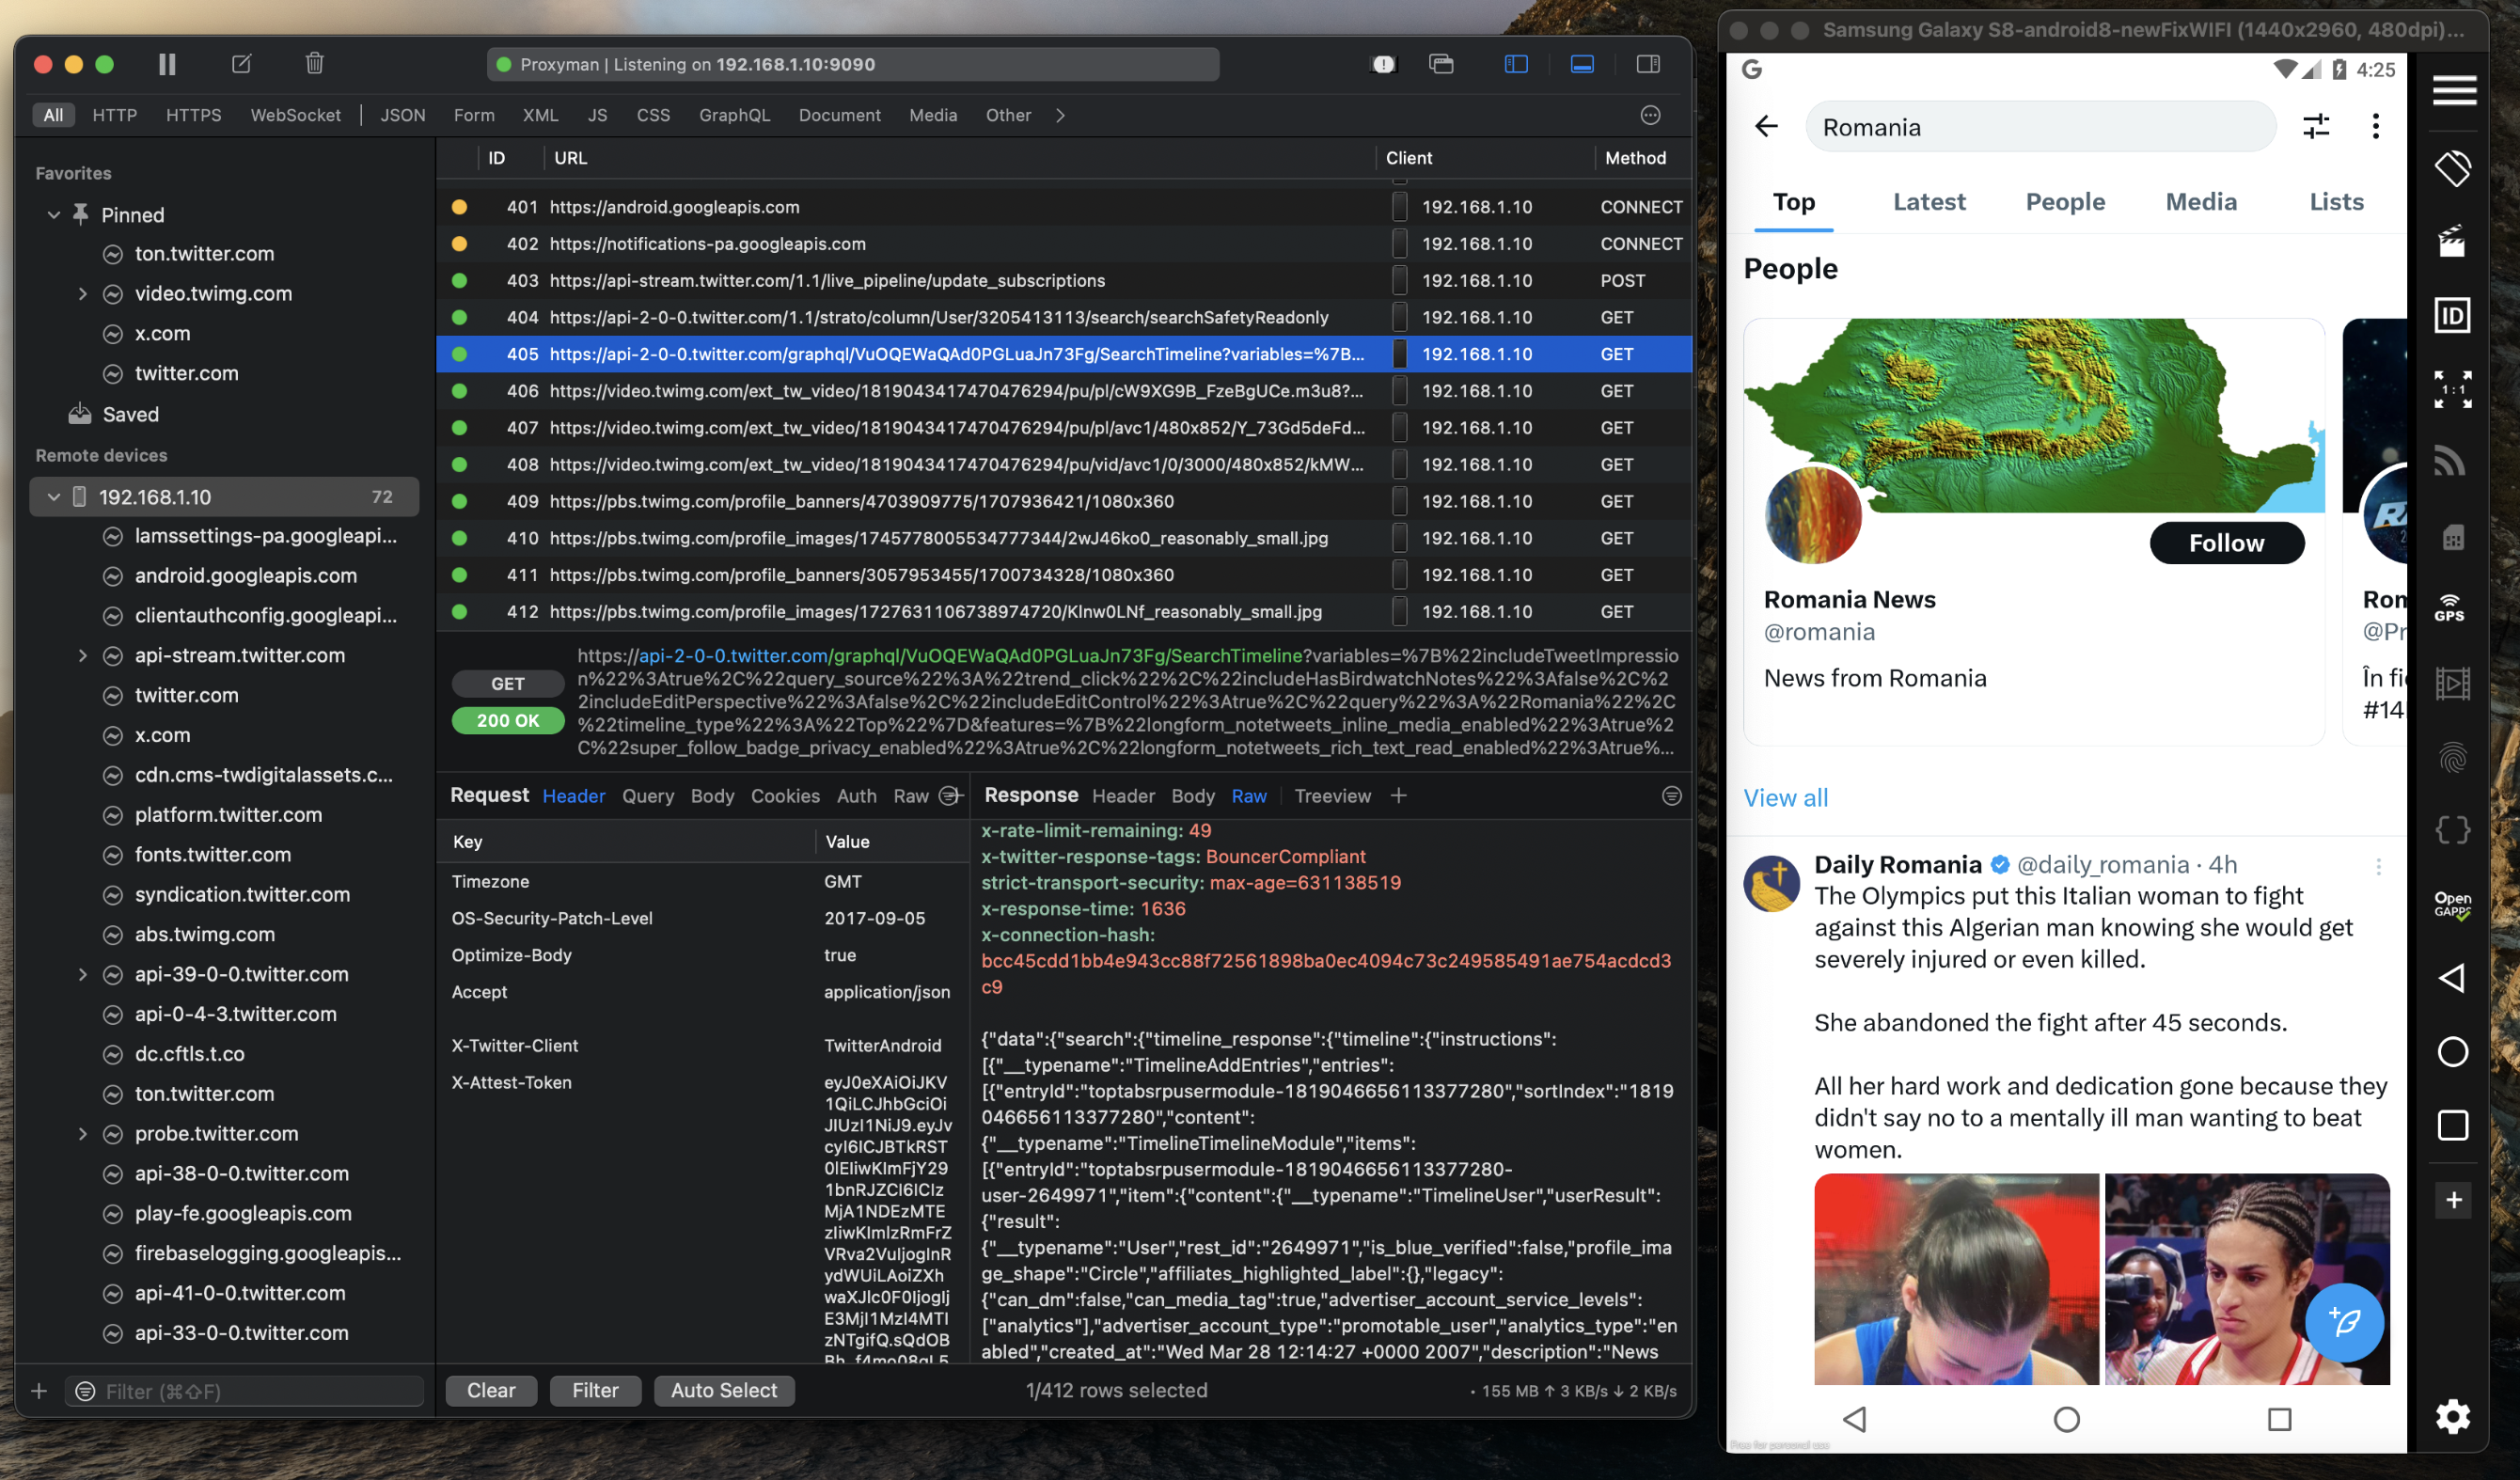 Proxyman | Listening on 192.168.1.10:9090
All HTTP HTTPS WebSocket JSON Form XML JS CSS GraphQL Document Media Other
Favorites
Pinned
ton.twitter.com
video.twimg.com
x.com
twitter.com
Saved
Remote devices
192.168.1.10 72
lamssettings-pa.googleapi...
android.googleapis.com
clientauthconfig.googleapi...
api-stream.twitter.com
twitter.com
x.com
cdn.cms-twdigitalassets.c...
platform.twitter.com
fonts.twitter.com
syndication.twitter.com
abs.twimg.com
api-39-0-0.twitter.com
api-0-4-3.twitter.com
dc.cftls.t.co
ton.twitter.com
probe.twitter.com
api-38-0-0.twitter.com
play-fe.googleapis.com
firebaselogging.googleapis...
api-41-0-0.twitter.com
api-33-0-0.twitter.com
Filter (⌘⇧F)
ID URL Client Method
401 https://android.googleapis.com 192.168.1.10 CONNECT
402 https://notifications-pa.googleapis.com 192.168.1.10 CONNECT
403 https://api-stream.twitter.com/1.1/live_pipeline/update_subscriptions 192.168.1.10 POST
404 https://api-2-0-0.twitter.com/1.1/strato/column/User/3205413113/search/searchSafetyReadonly 192.168.1.10 GET
405 https://api-2-0-0.twitter.com/graphql/VuOQEWaQAd0PGLuaJn73Fg/SearchTimeline?variables=%7B... 192.168.1.10 GET
406 https://video.twimg.com/ext_tw_video/1819043417470476294/pu/pl/cW9XG9B_FzeBgUCe.m3u8?... 192.168.1.10 GET
407 https://video.twimg.com/ext_tw_video/1819043417470476294/pu/pl/avc1/480x852/Y_73Gd5deFd... 192.168.1.10 GET
408 https://video.twimg.com/ext_tw_video/1819043417470476294/pu/vid/avc1/0/3000/480x852/kMW... 192.168.1.10 GET
409 https://pbs.twimg.com/profile_banners/4703909775/1707936421/1080x360 192.168.1.10 GET
410 https://pbs.twimg.com/profile_images/1745778005534777344/2wJ46ko0_reasonably_small.jpg 192.168.1.10 GET
411 https://pbs.twimg.com/profile_banners/3057953455/1700734328/1080x360 192.168.1.10 GET
412 https://pbs.twimg.com/profile_images/1727631106738974720/KInw0LNf_reasonably_small.jpg 192.168.1.10 GET
GET
200 OK
https://api-2-0-0.twitter.com/graphql/VuOQEWaQAd0PGLuaJn73Fg/SearchTimeline?variables=%7B%22includeTweetImpressio
n%22%3Atrue%2C%22query_source%22%3A%22trend_click%22%2C%22includeHasBirdwatchNotes%22%3Afalse%2C%2
2includeEditPerspective%22%3Afalse%2C%22includeEditControl%22%3Atrue%2C%22query%22%3A%22Romania%22%2C
%22timeline_type%22%3A%22Top%22%7D&features=%7B%22longform_notetweets_inline_media_enabled%22%3Atrue%2
C%22super_follow_badge_privacy_enabled%22%3Atrue%2C%22longform_notetweets_rich_text_read_enabled%22%3Atrue%...
Request Header Query Body Cookies Auth Raw
Key Value
Timezone GMT
OS-Security-Patch-Level 2017-09-05
Optimize-Body true
Accept application/json
X-Twitter-Client TwitterAndroid
X-Attest-Token eyJ0eXAiOiJKV
1QiLCJhbGciOi
JIUzI1NiJ9.eyJv
cyI6ICJBTkRST
0lEIiwKImFjY29
1bnRJZCI6ICIz
MjA1NDEzMTE
zIiwKImlzRmFrZ
VRva2VuIjogInR
ydWUiLAoiZXh
waXJlc0F0IjogIj
E3MjI1MzI4MTI
zNTgifQ.sQdOB
Response Header Body Raw Treeview +
x-rate-limit-remaining: 49
x-twitter-response-tags: BouncerCompliant
strict-transport-security: max-age=631138519
x-response-time: 1636
x-connection-hash:
bcc45cdd1bb4e943cc88f72561898ba0ec4094c73c249585491ae754acdcd3
c9
{"data":{"search":{"timeline_response":{"timeline":{"instructions":
[{"__typename":"TimelineAddEntries","entries":
[{"entryId":"toptabsrpusermodule-1819046656113377280","sortIndex":"1819
046656113377280","content":
{"__typename":"TimelineTimelineModule","items":
[{"entryId":"toptabsrpusermodule-1819046656113377280-
user-2649971","item":{"content":{"__typename":"TimelineUser","userResult":
{"result":
{"__typename":"User","rest_id":"2649971","is_blue_verified":false,"profile_ima
ge_shape":"Circle","affiliates_highlighted_label":{},"legacy":
{"can_dm":false,"can_media_tag":true,"advertiser_account_service_levels":
["analytics"],"advertiser_account_type":"promotable_user","analytics_type":"en
abled","created_at":"Wed Mar 28 12:14:27 +0000 2007","description":"News
Clear Filter Auto Select 1/412 rows selected • 155 MB ↑ 3 KB/s ↓ 2 KB/s
Samsung Galaxy S8-android8-newFixWIFI (1440x2960, 480dpi)...
G 4:25
Romania
Top Latest People Media Lists
People
Follow
Romania News
@romania
News from Romania
Ron
@Pr
În fi
#14
View all
Daily Romania @daily_romania · 4h
The Olympics put this Italian woman to fight
against this Algerian man knowing she would get
severely injured or even killed.
She abandoned the fight after 45 seconds.
All her hard work and dedication gone because they
didn't say no to a mentally ill man wanting to beat
women.
Free for personal use
ID
1:1
GPS
Open
GAPPS